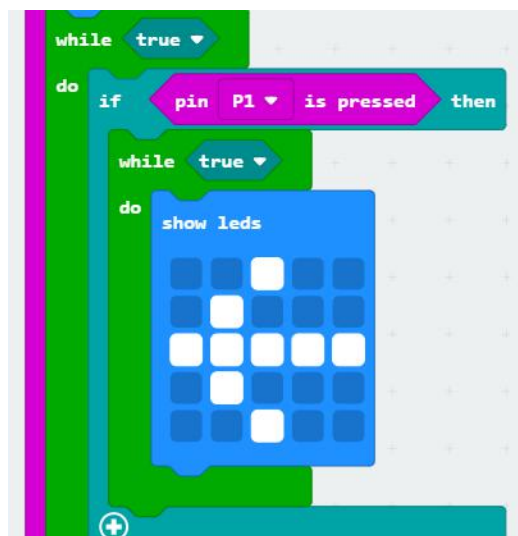 while true
do
if pin P1 is pressed then
while true
do
show leds